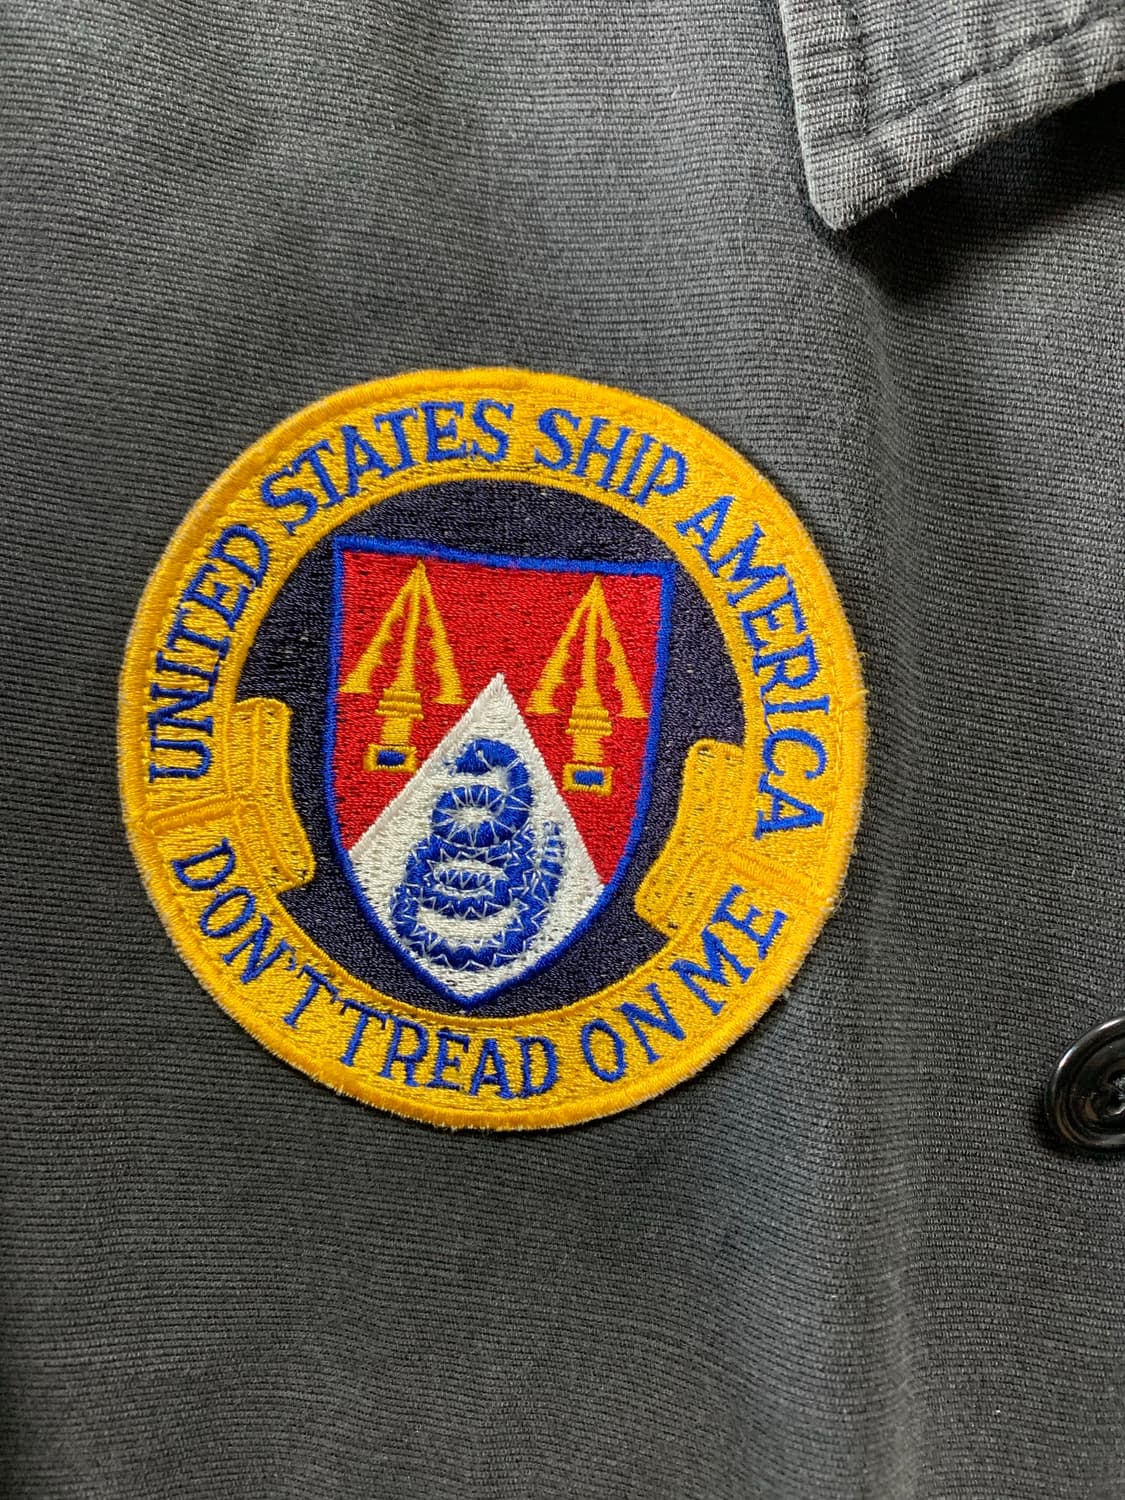 UNITED STATES SHIP AMERICA
DON'T TREAD ON ME